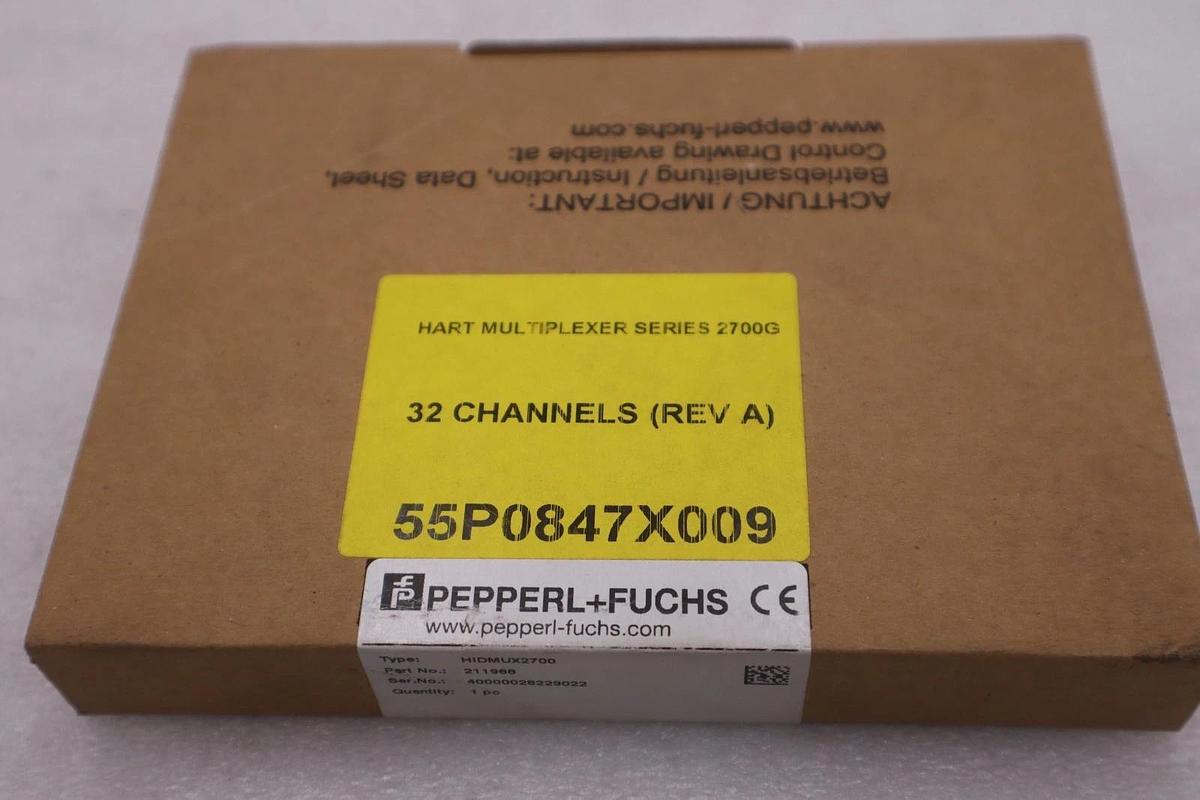 ACHTUNG / IMPORTANT:
Betriebsanleitung / Instruction, Data Sheet,
Control Drawing available at:
www.pepperl-fuchs.com
HART MULTIPLEXER SERIES 2700G
32 CHANNELS (REV A)
55P0847X009
PEPPERL+FUCHS CE
www.pepperl-fuchs.com
Type: HIDMUX2700
Part No.: 211968
Ser.No.: 40000028229022
Quantity: 1 pc